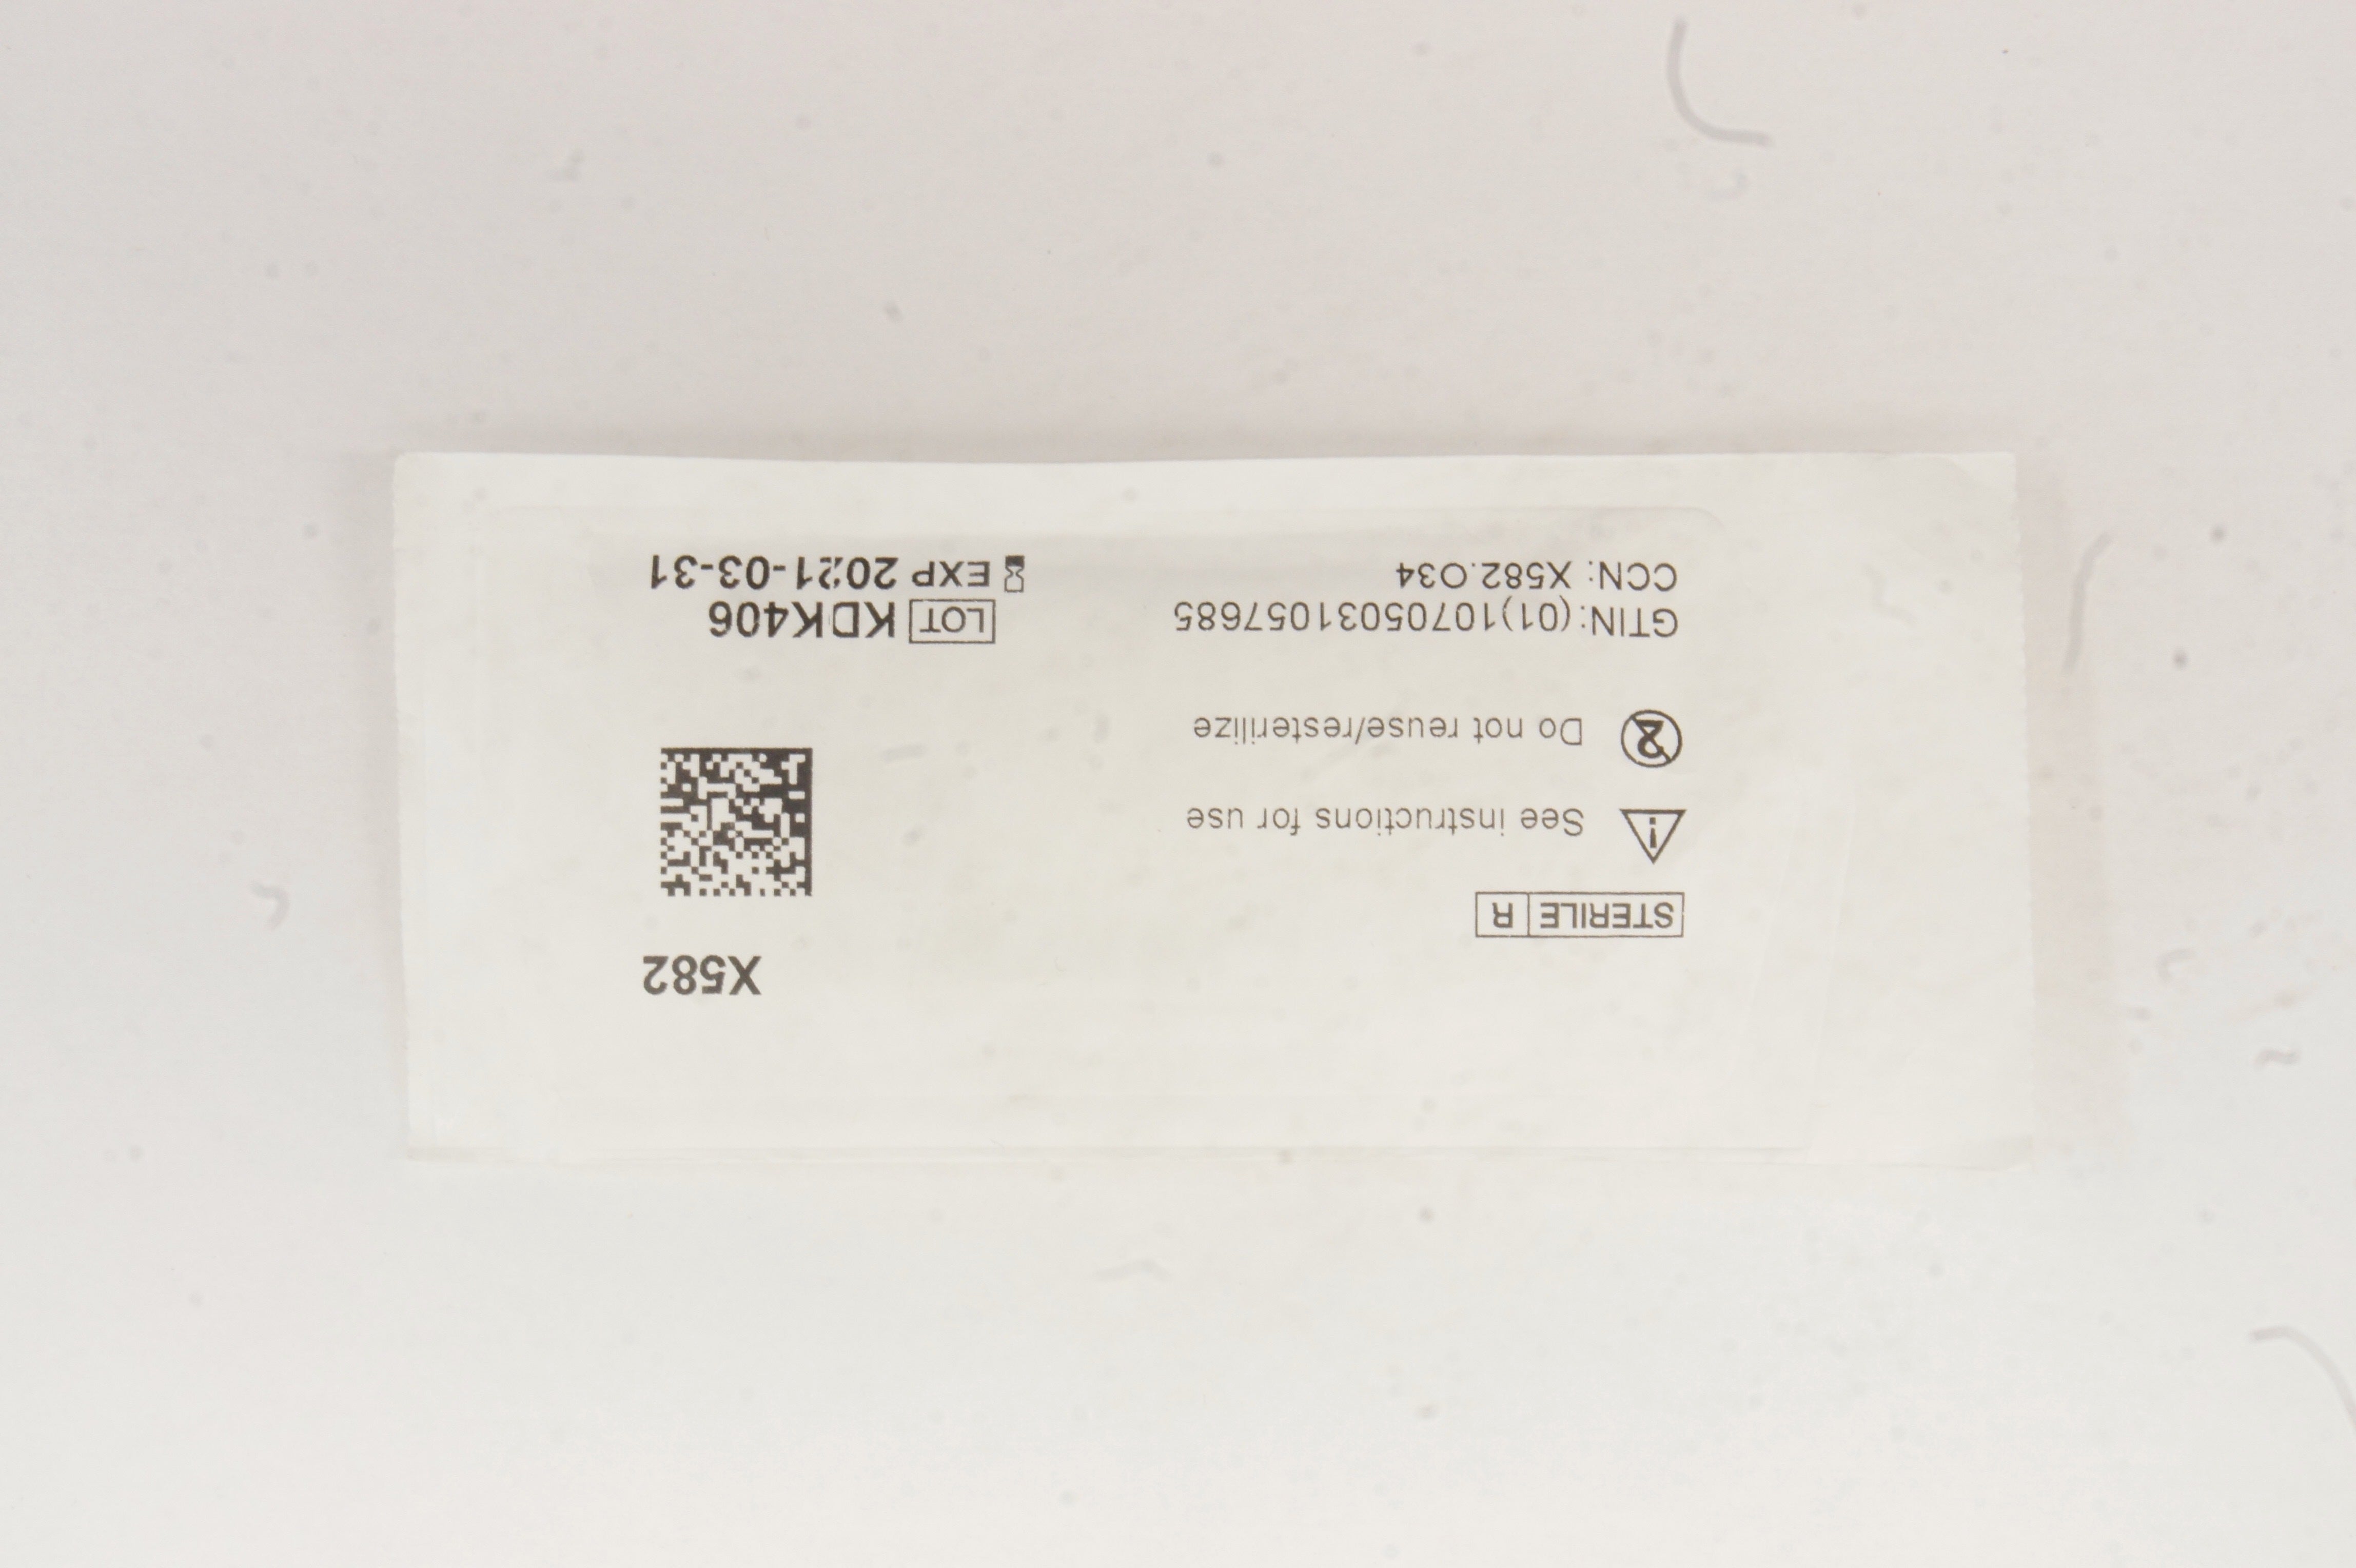 X582
STERILE R
See instructions for use
Do not reuse/resterilize
GTIN: (01)10705031057685
CCN: X582.034
LOT KDK406
EXP 2021-03-31